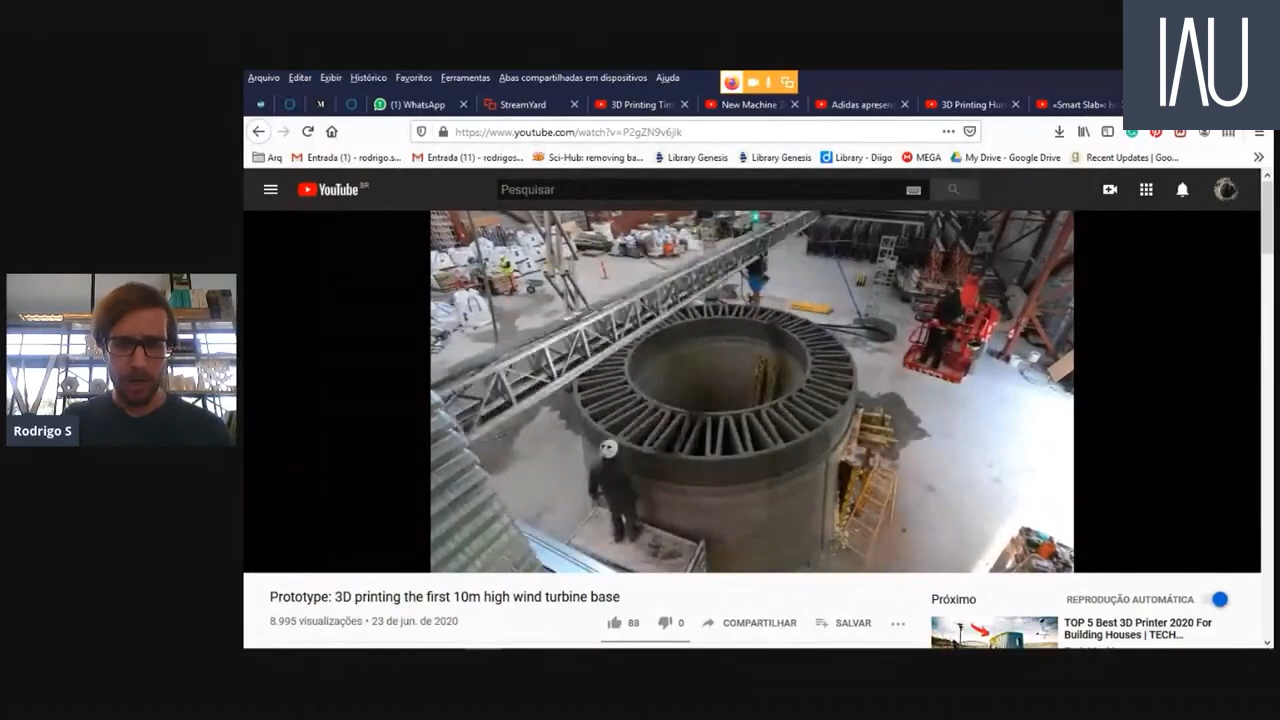 IAU
Arquivo Editar Exibir Histórico Favoritos Ferramentas Abas compartilhadas em dispositivos Ajuda
M (1) WhatsApp StreamYard 3D Printing Tim New Machine 3 Adidas apresen 3D Printing Hu «Smart Slab»:
https://www.youtube.com/watch?v=P2gZN9v6jIk
Arq Entrada (1) - rodrigo.s... Entrada (11) - rodrigos... Sci-Hub: removing ba... Library Genesis Library Genesis Library - Diigo MEGA My Drive - Google Drive Recent Updates | Goo...
YouTube BR Pesquisar
Rodrigo S
Prototype: 3D printing the first 10m high wind turbine base
8.995 visualizações • 23 de jun. de 2020
88 0 COMPARTILHAR SALVAR
Próximo REPRODUÇÃO AUTOMÁTICA
TOP 5 Best 3D Printer 2020 For
Building Houses | TECH...